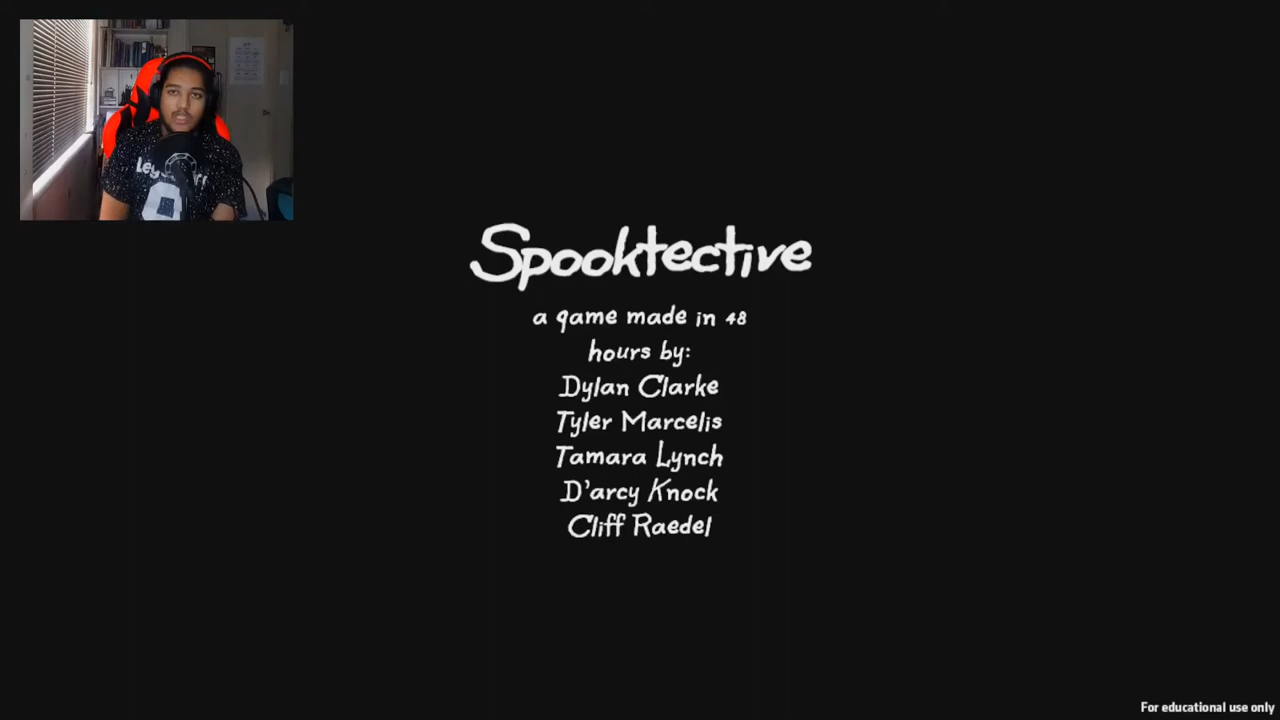 Spooktective
a game made in 48
hours by:
Dylan Clarke
Tyler Marcelis
Tamara Lynch
D'arcy Knock
Cliff Raedel
For educational use only